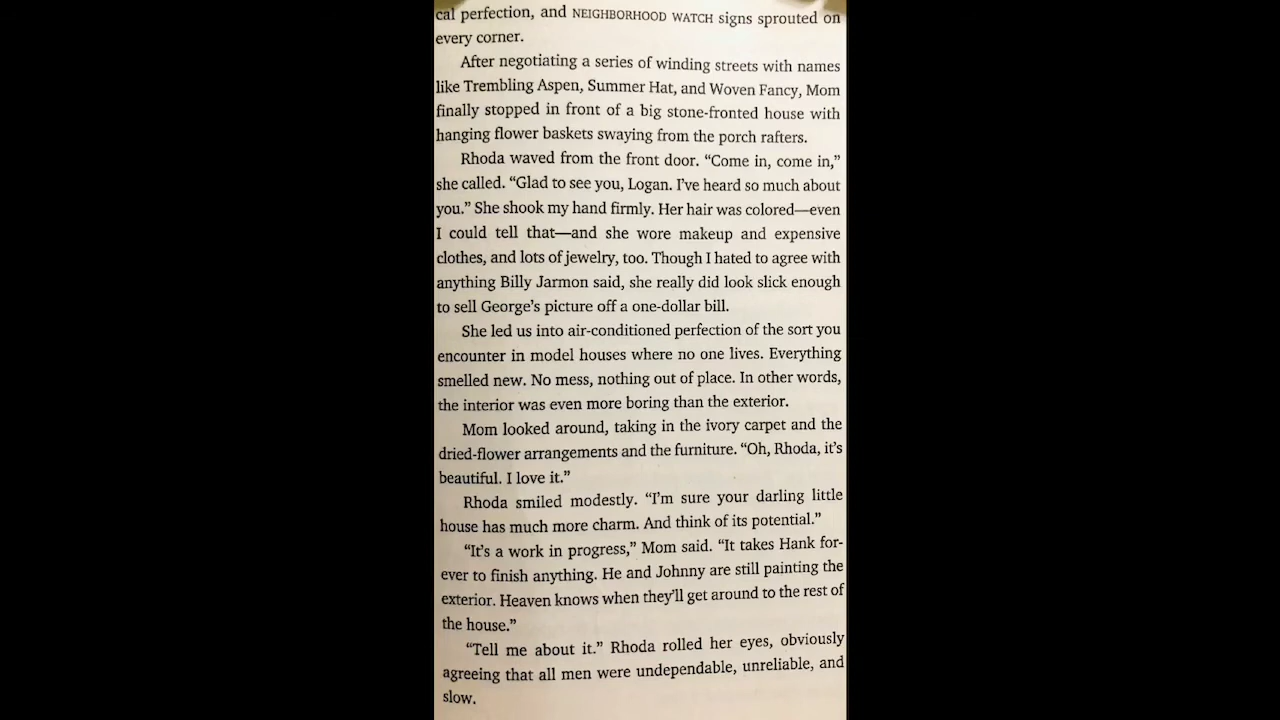 cal perfection, and NEIGHBORHOOD WATCH signs sprouted on
every corner.
After negotiating a series of winding streets with names
like Trembling Aspen, Summer Hat, and Woven Fancy, Mom
finally stopped in front of a big stone-fronted house with
hanging flower baskets swaying from the porch rafters.
Rhoda waved from the front door. “Come in, come in,”
she called. “Glad to see you, Logan. I’ve heard so much about
you.” She shook my hand firmly. Her hair was colored—even
I could tell that—and she wore makeup and expensive
clothes, and lots of jewelry, too. Though I hated to agree with
anything Billy Jarmon said, she really did look slick enough
to sell George’s picture off a one-dollar bill.
She led us into air-conditioned perfection of the sort you
encounter in model houses where no one lives. Everything
smelled new. No mess, nothing out of place. In other words,
the interior was even more boring than the exterior.
Mom looked around, taking in the ivory carpet and the
dried-flower arrangements and the furniture. “Oh, Rhoda, it’s
beautiful. I love it.”
Rhoda smiled modestly. “I’m sure your darling little
house has much more charm. And think of its potential.”
“It’s a work in progress,” Mom said. “It takes Hank for-
ever to finish anything. He and Johnny are still painting the
exterior. Heaven knows when they’ll get around to the rest of
the house.”
“Tell me about it.” Rhoda rolled her eyes, obviously
agreeing that all men were undependable, unreliable, and
slow.